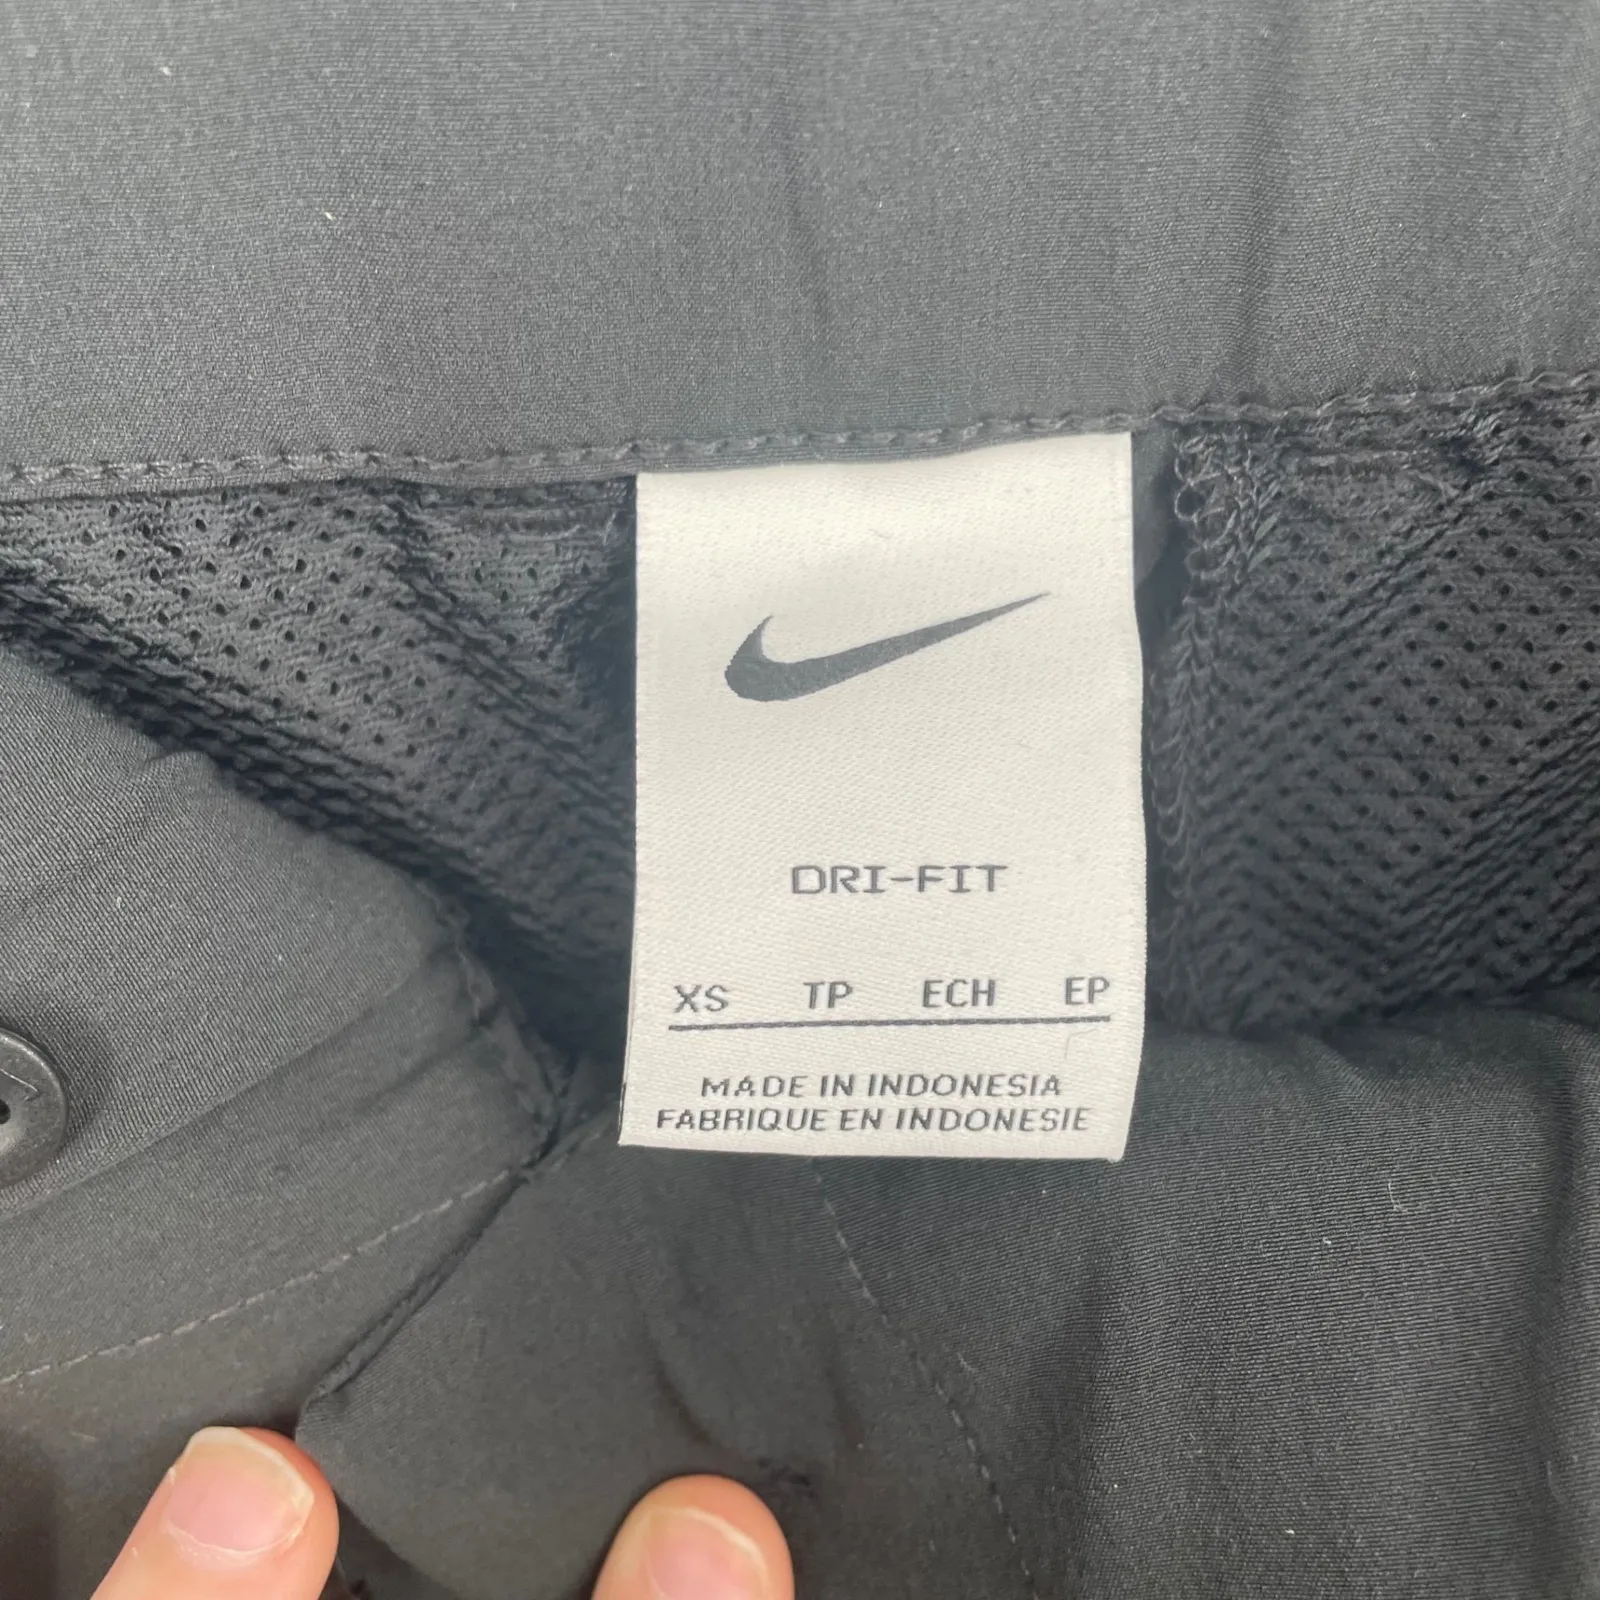 DRI-FIT
XS TP ECH EP
MADE IN INDONESIA
FABRIQUE EN INDONESIE